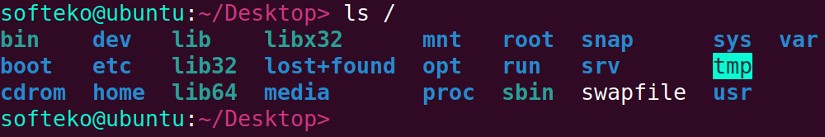 softeko@ubuntu:~/Desktop> ls /
bin dev lib libx32 mnt root snap sys var
boot etc lib32 lost+found opt run srv tmp
cdrom home lib64 media proc sbin swapfile usr
softeko@ubuntu:~/Desktop>